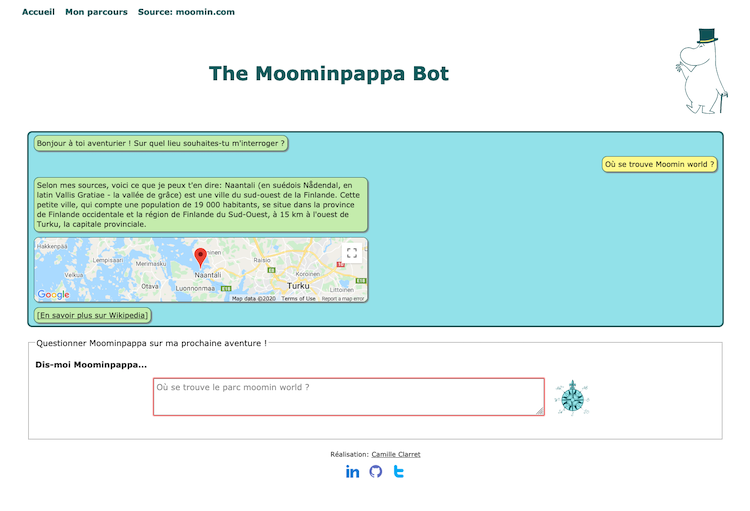 Accueil Mon parcours Source: moomin.com
The Moominpappa Bot
Bonjour à toi aventurier ! Sur quel lieu souhaites-tu m'interroger ?
Où se trouve Moomin world ?
Selon mes sources, voici ce que je peux t'en dire: Naantali (en suédois Nådendal, en
latin Vallis Gratiae - la vallée de grâce) est une ville du sud-ouest de la Finlande. Cette
petite ville, qui compte une population de 19 000 habitants, se situe dans la province
de Finlande occidentale et la région de Finlande du Sud-Ouest, à 15 km à l'ouest de
Turku, la capitale provinciale.
Hakkenpää
Lempisaari
Merimasku
Velkua
Naantali
Koroinen
Otava
Luonnonmaa
Turku
Littoinen
E8
E18
E18
Google
Map data ©2020 Terms of Use Report a map error
[En savoir plus sur Wikipedia]
Questionner Moominpappa sur ma prochaine aventure !
Dis-moi Moominpappa...
Où se trouve le parc moomin world ?
Réalisation: Camille Clarret